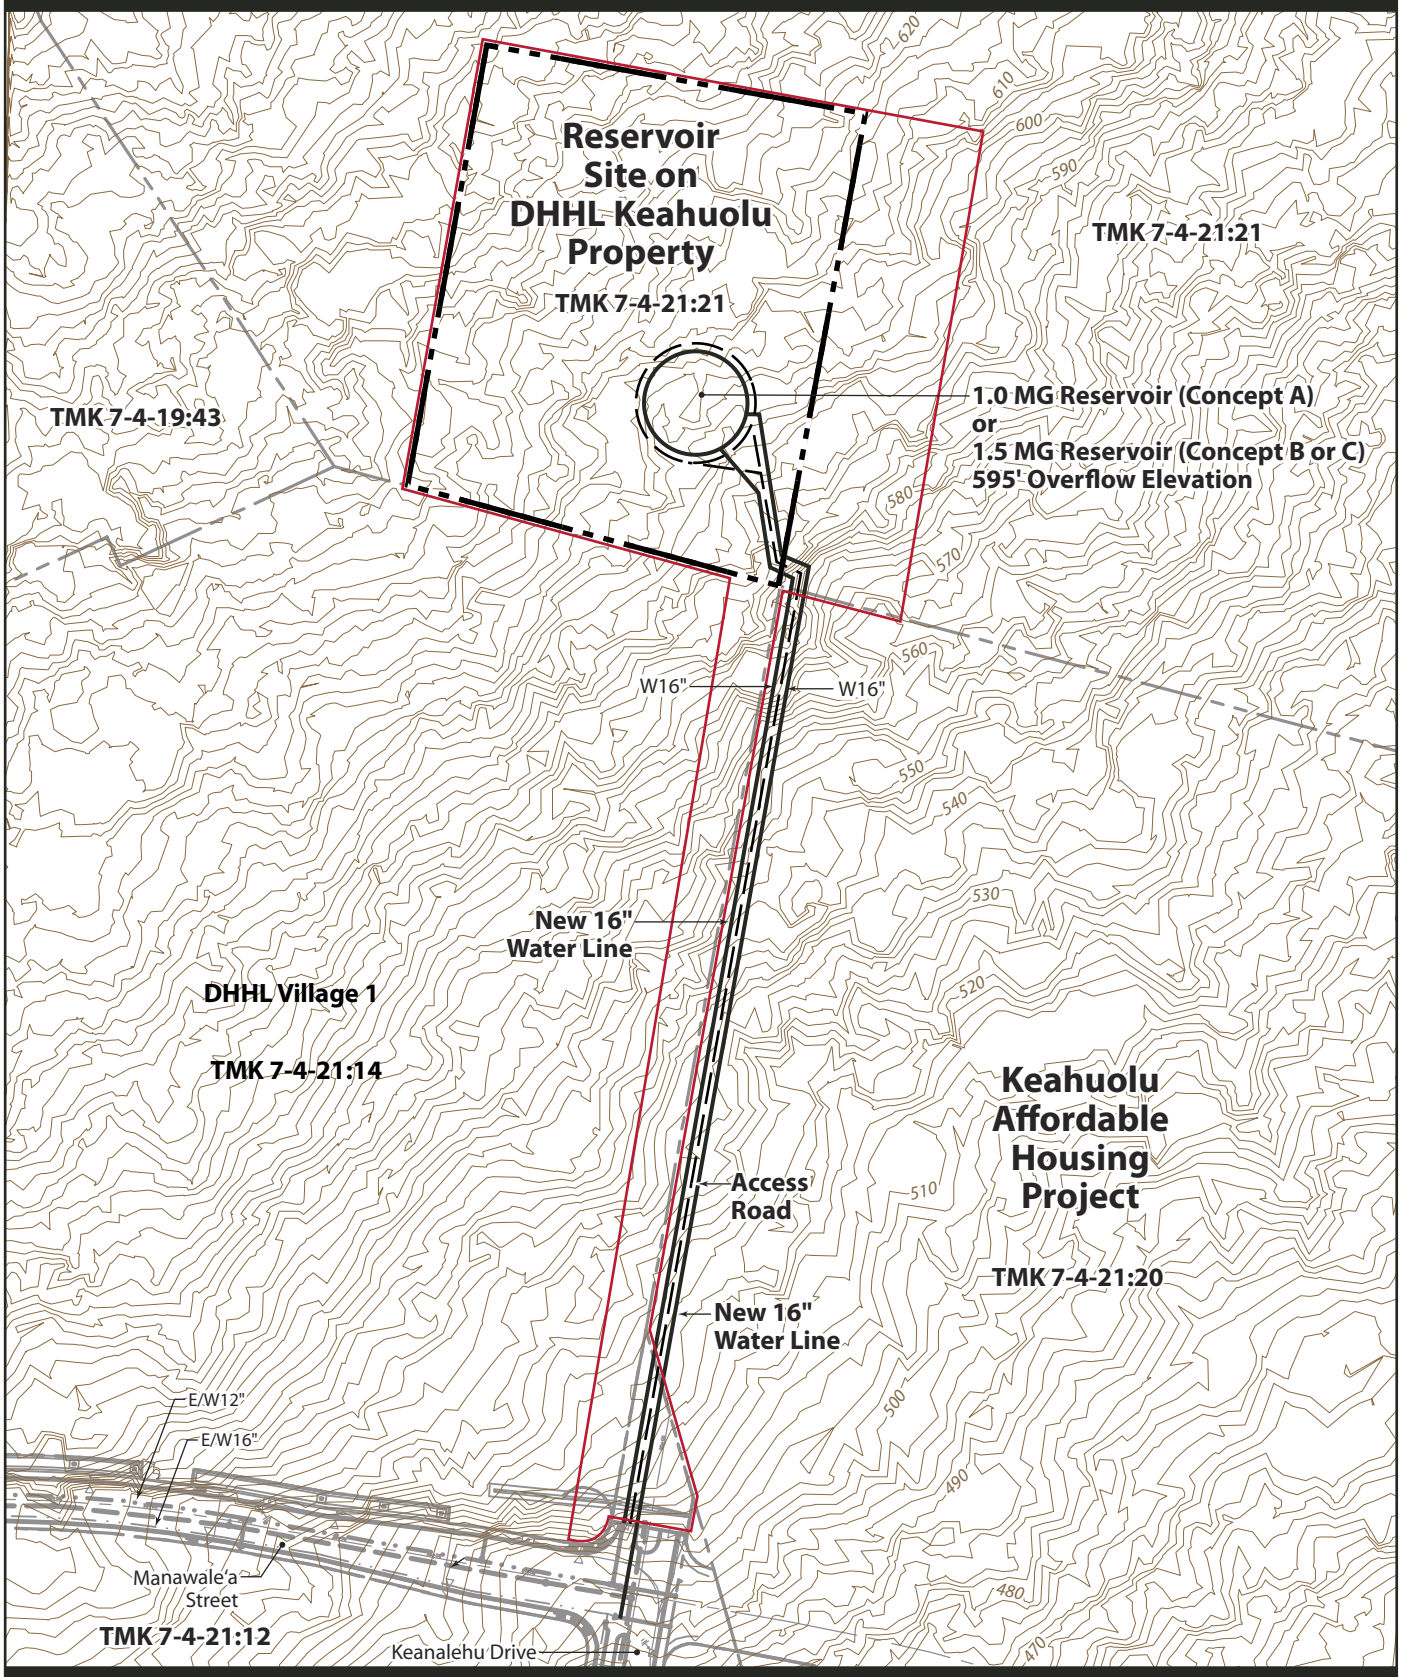 620
610
600
590
Reservoir
Site on
DHHL Keahuolu
Property
TMK 7-4-21:21
TMK 7-4-21:21
TMK 7-4-19:43
1.0 MG Reservoir (Concept A)
or
1.5 MG Reservoir (Concept B or C)
595' Overflow Elevation
580
570
560
W16"
W16"
550
540
530
New 16"
Water Line
520
DHHL Village 1
TMK 7-4-21:14
Keahuolu
Affordable
Housing
Project
510
Access
Road
TMK 7-4-21:20
New 16"
Water Line
500
E/W12"
E/W16"
490
Manawale'a
Street
480
TMK 7-4-21:12
Keanalehu Drive
470